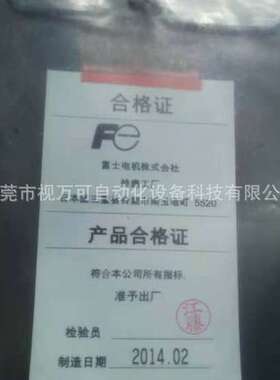 合格证
Fe
富士电机株式会社
莞市视万可自动化设备科技有限公
5520
产品合格证
符合本公司所有指标
准予出厂
检验员
制造日期 2014.02